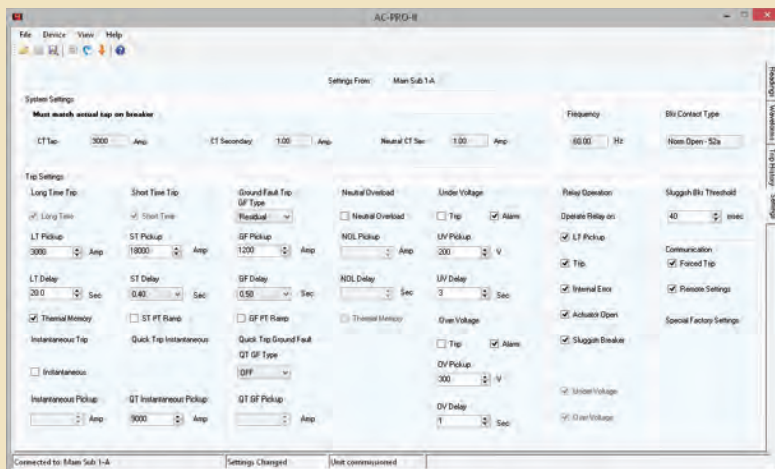 AC-PRO-II
File Device View Help
Settings From: Main Sub 1-A
System Settings
Must match actual tap on breaker
Frequency
Bkr Contact Type
CT Tap 3000 Amp
CT Secondary 1.00 Amp
Neutral CT Sec 1.00 Amp
60.00 Hz
Norm Open - 52a
Trip Settings
Long Time Trip
Short Time Trip
Ground Fault Trip
GF Type
Neutral Overload
Under Voltage
Relay Operation
Sluggish Bkr Threshold
Long Time
Short Time
Residual
Neutral Overload
Trip
Alarm
Operate Relay on:
40 msec
LT Pickup
ST Pickup
GF Pickup
NOL Pickup
UV Pickup
LT Pickup
3000 Amp
18000 Amp
1200 Amp
Amp
200 V
Communication
Trip
Forced Trip
LT Delay
ST Delay
GF Delay
NOL Delay
UV Delay
20.0 Sec
0.40 Sec
0.50 Sec
Sec
3 Sec
Internal Error
Remote Settings
Thermal Memory
ST I²T Ramp
GF I²T Ramp
Thermal Memory
Over Voltage
Actuator Open
Special Factory Settings
Instantaneous Trip
Quick Trip Instantaneous
Quick Trip Ground Fault
QT GF Type
Trip
Alarm
Sluggish Breaker
Instantaneous
OFF
OV Pickup
300 V
Instantaneous Pickup
QT Instantaneous Pickup
QT GF Pickup
Under Voltage
Amp
9000 Amp
Amp
OV Delay
1 Sec
Over Voltage
Connected to: Main Sub 1-A
Settings Changed
Unit commissioned
Readings
Waveforms
Trip History
Settings